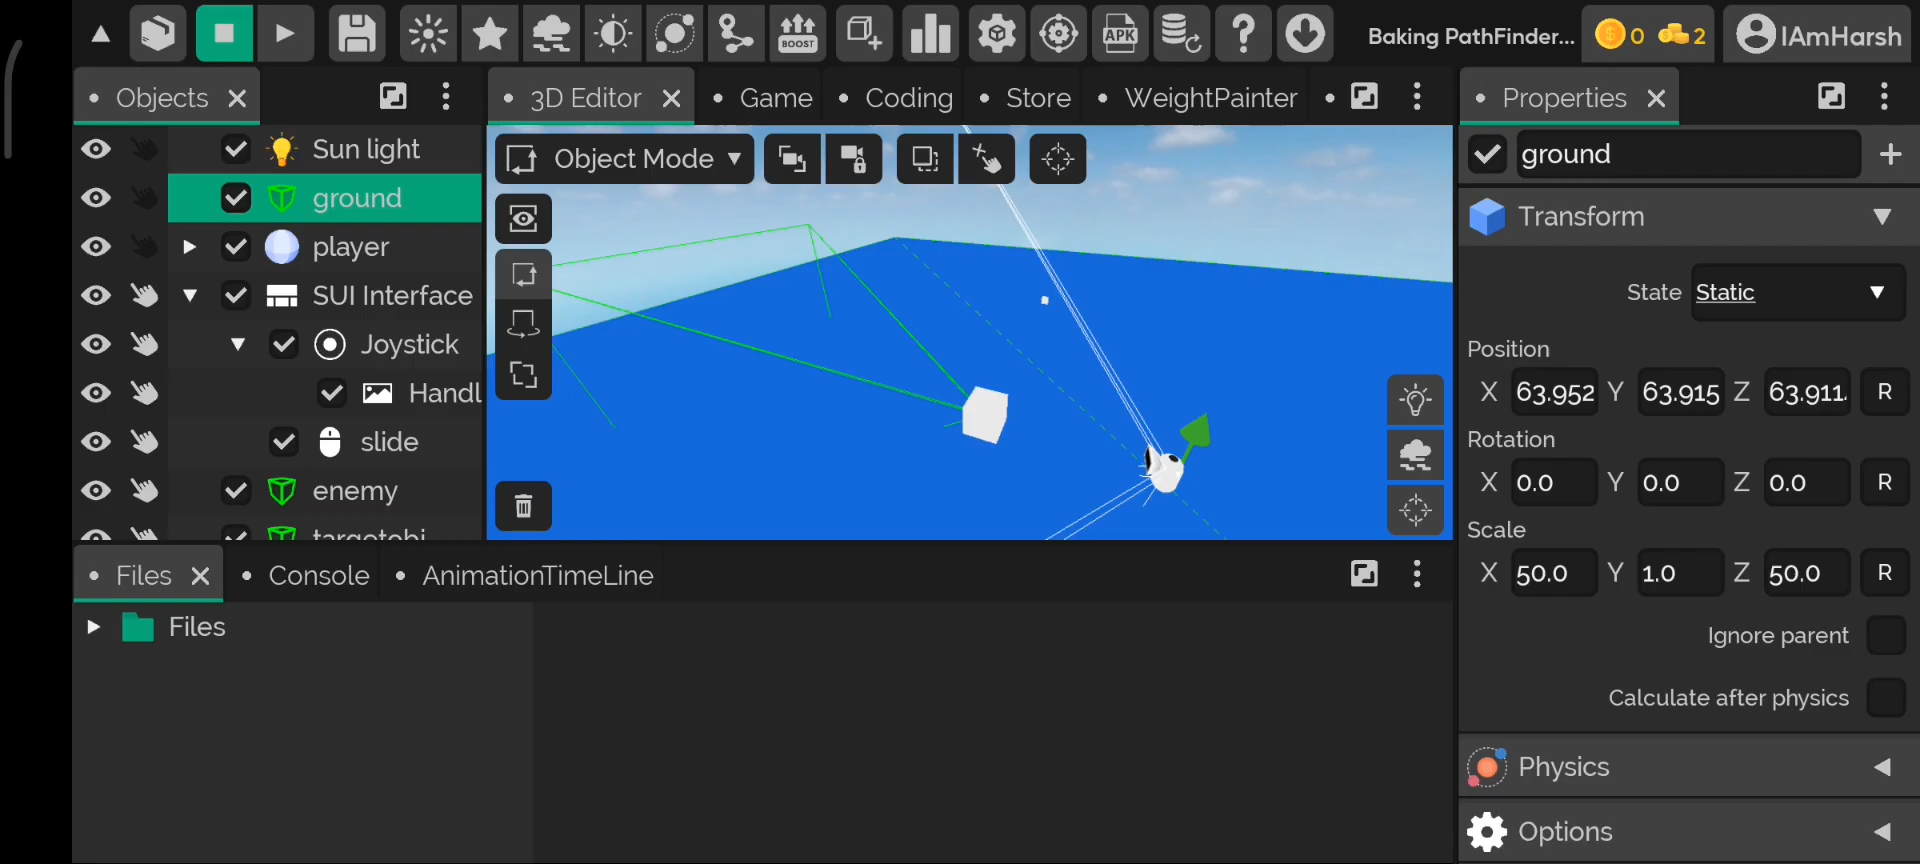 BOOST
APK
Baking PathFinder...
0
2
IAmHarsh
Objects
3D Editor
Game
Coding
Store
WeightPainter
Properties
Sun light
ground
player
SUI Interface
Joystick
Handl
slide
enemy
targetobj
Object Mode
ground
Transform
State Static
Position
X 63.952 Y 63.915 Z 63.911.
R
Rotation
X 0.0 Y 0.0 Z 0.0 R
Scale
X 50.0 Y 1.0 Z 50.0 R
Ignore parent
Calculate after physics
Physics
Options
Files
Console
AnimationTimeLine
Files